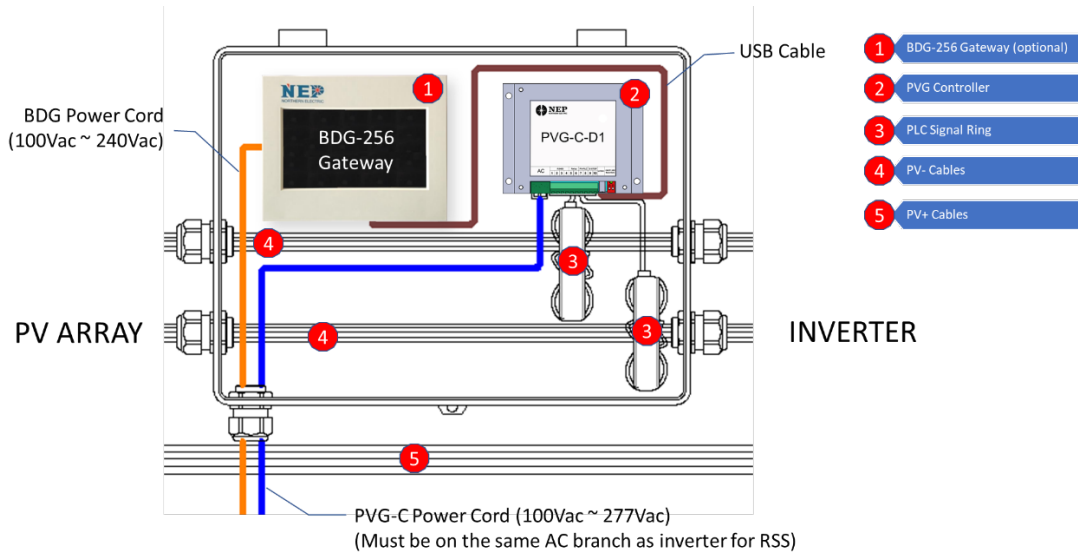 USB Cable
1 BDG-256 Gateway (optional)
2 PVG Controller
3 PLC Signal Ring
4 PV- Cables
5 PV+ Cables
NEP
NORTHERN ELECTRIC
1
BDG-256
Gateway
2
NEP
PVG-C-D1
AC
BDG Power Cord
(100Vac ~ 240Vac)
4
3
PV ARRAY
4
3
INVERTER
5
PVG-C Power Cord (100Vac ~ 277Vac)
(Must be on the same AC branch as inverter for RSS)